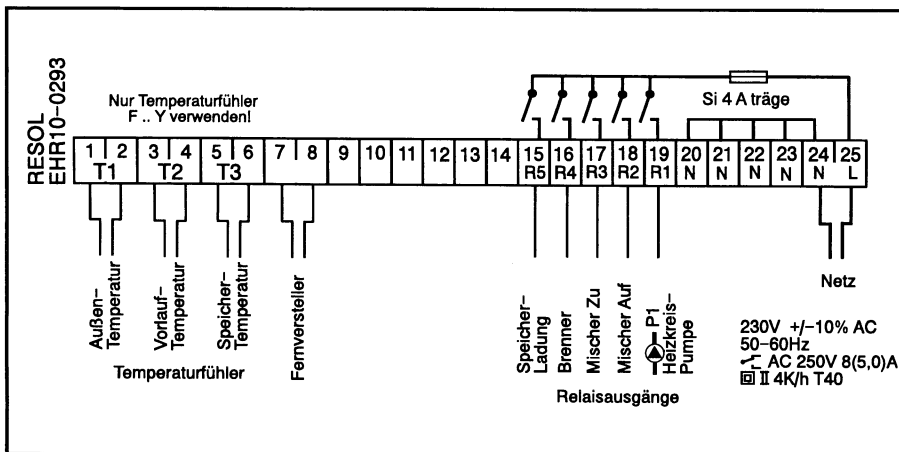 RESOL
EHR10-0293
Nur Temperaturfühler
F .. Y verwenden!
Si 4 A träge
1 2 3 4 5 6 7 8 9 10 11 12 13 14 15 16 17 18 19 20 21 22 23 24 25
T1 T2 T3 R5 R4 R3 R2 R1 N N N N N L
Außen-
Temperatur
Vorlauf-
Temperatur
Speicher-
Temperatur
Fernversteller
Temperaturfühler
Speicher-
Ladung
Brenner
Mischer Zu
Mischer Auf
P1
Heizkreis-
Pumpe
Relaisausgänge
Netz
230V +/-10% AC
50-60Hz
AC 250V 8(5,0)A
II 4K/h T40